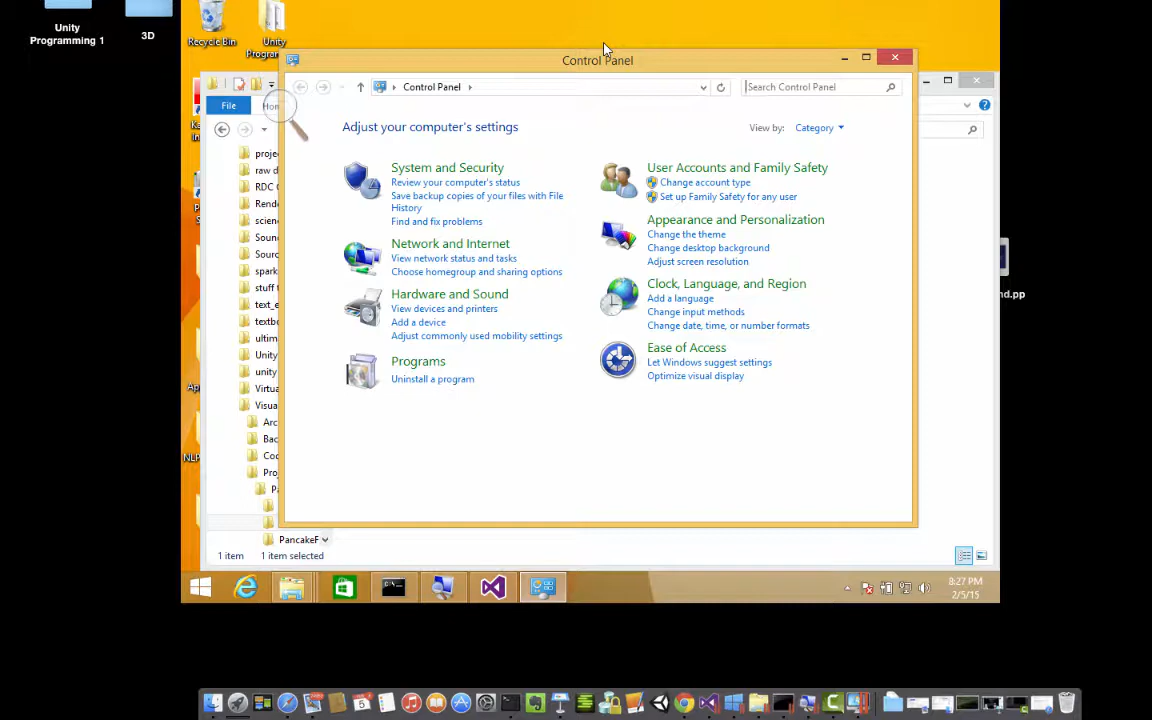 Unity
Programming 1
3D
Recycle Bin
Unity
Control Panel
Control Panel
Search Control Panel
File
Adjust your computer's settings
View by:
Category
System and Security
Review your computer's status
Save backup copies of your files with File
History
Find and fix problems
Network and Internet
View network status and tasks
Choose homegroup and sharing options
Hardware and Sound
View devices and printers
Add a device
Adjust commonly used mobility settings
Programs
Uninstall a program
User Accounts and Family Safety
Change account type
Set up Family Safety for any user
Appearance and Personalization
Change the theme
Change desktop background
Adjust screen resolution
Clock, Language, and Region
Add a language
Change input methods
Change date, time, or number formats
Ease of Access
Let Windows suggest settings
Optimize visual display
projec
raw d
RDC
Rende
scien
Soun
Sour
spark
stuff
text_e
textb
ultim
Unity
unity
Virtua
Visua
Arc
Bac
Co
Proj
PancakeF
1 item
1 item selected
nd.pp
8:27 PM
2/5/15